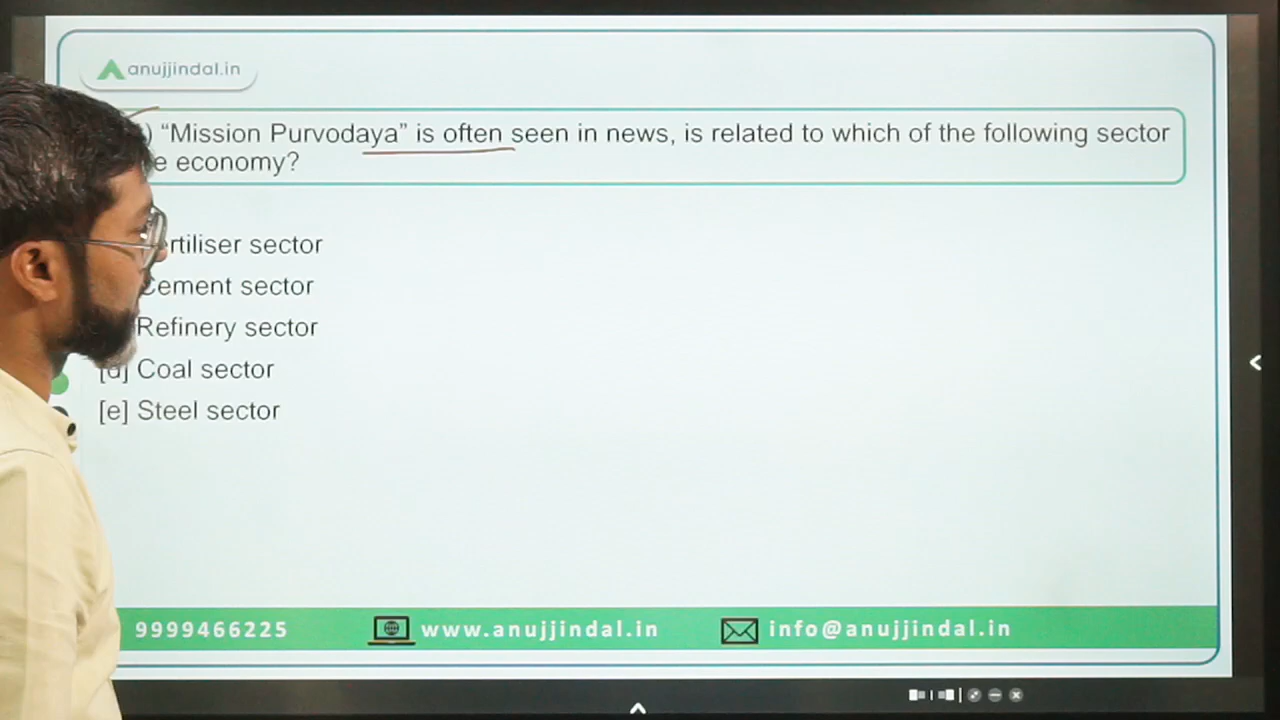 anujjindal.in
) “Mission Purvodaya” is often seen in news, is related to which of the following sector
e economy?
rtiliser sector
Cement sector
Refinery sector
[d] Coal sector
[e] Steel sector
9999466225 www.anujjindal.in info@anujjindal.in